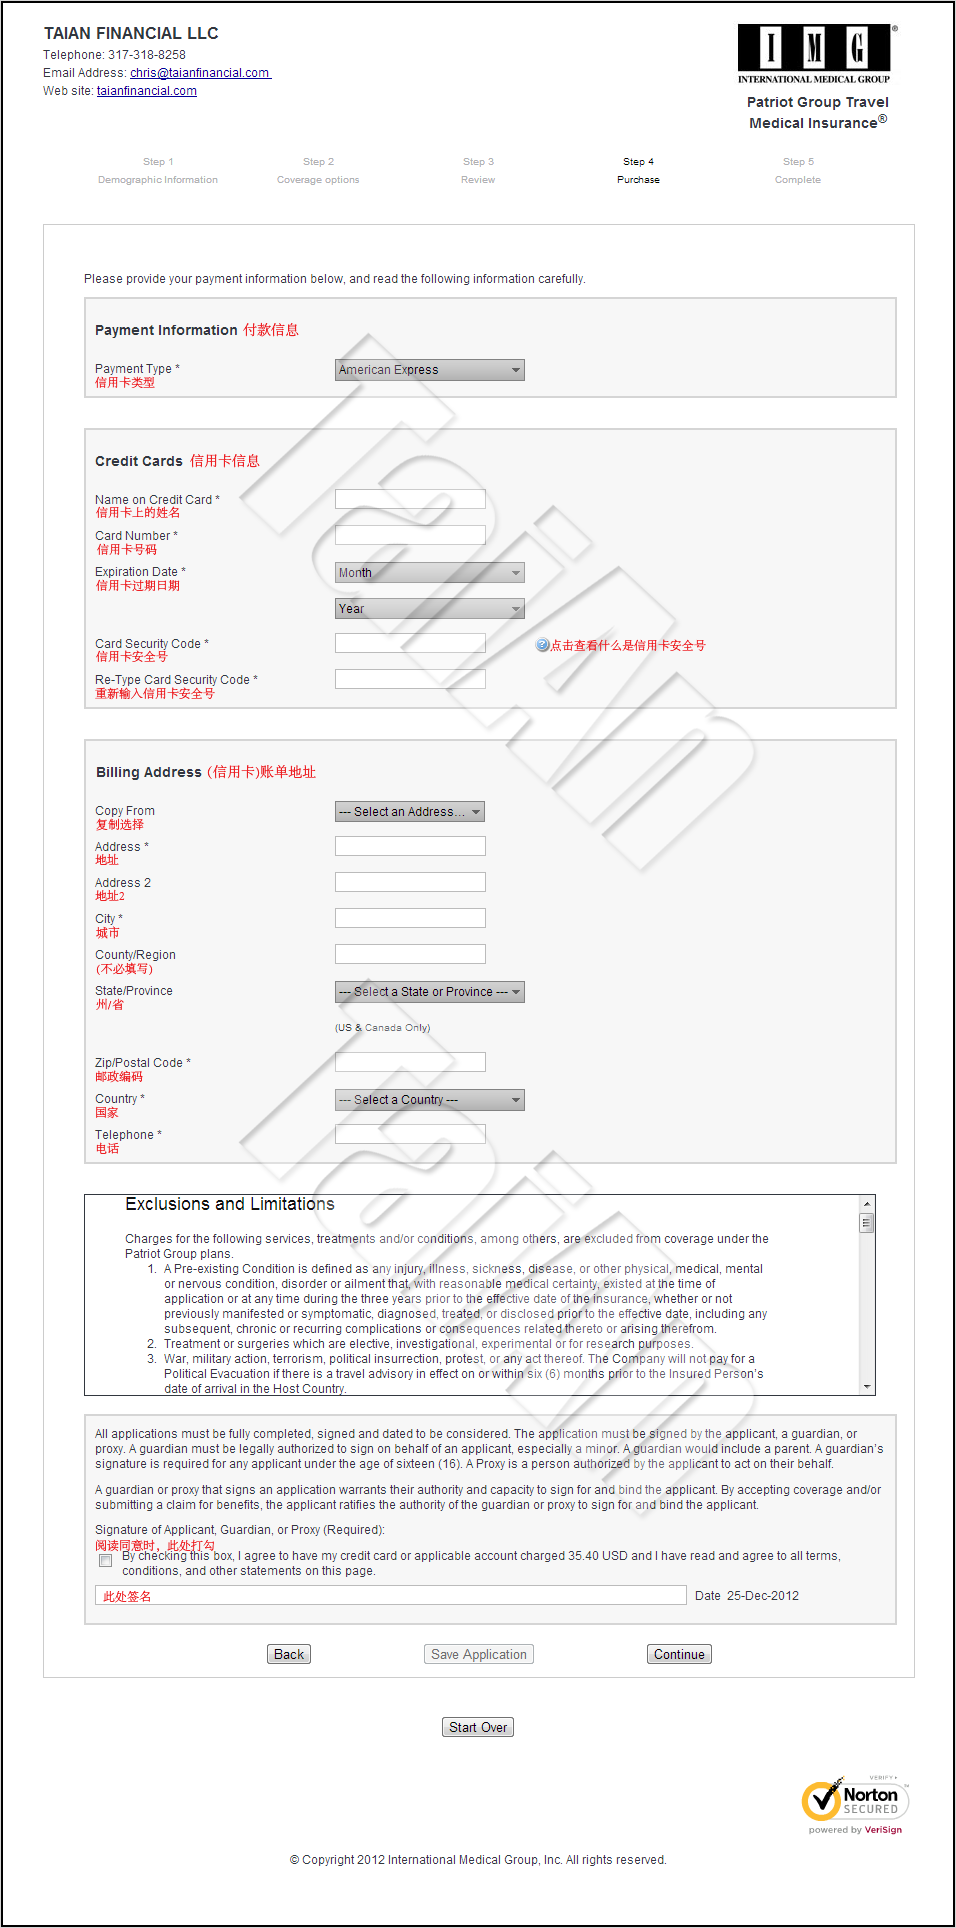 TAIAN FINANCIAL LLC
Telephone: 317-318-8258
Email Address: chris@taianfinancial.com
Web site: taianfinancial.com
IMG®
INTERNATIONAL MEDICAL GROUP
Patriot Group Travel
Medical Insurance®
Step 1 Step 2 Step 3 Step 4 Step 5
Demographic Information Coverage options Review Purchase Complete
Please provide your payment information below, and read the following information carefully.
Payment Information 付款信息
Payment Type * American Express
信用卡类型
Credit Cards 信用卡信息
Name on Credit Card *
信用卡上的姓名
Card Number *
信用卡号码
Expiration Date * Month
信用卡过期日期
Year
Card Security Code * ?点击查看什么是信用卡安全号
信用卡安全号
Re-Type Card Security Code *
重新输入信用卡安全号
Billing Address (信用卡)账单地址
Copy From --- Select an Address...
复制选择
Address *
地址
Address 2
地址2
City *
城市
County/Region
(不必填写)
State/Province --- Select a State or Province ---
州/省
(US & Canada Only)
Zip/Postal Code *
邮政编码
Country * --- Select a Country ---
国家
Telephone *
电话
Exclusions and Limitations
Charges for the following services, treatments and/or conditions, among others, are excluded from coverage under the
Patriot Group plans.
1. A Pre-existing Condition is defined as any injury, illness, sickness, disease, or other physical, medical, mental
or nervous condition, disorder or ailment that, with reasonable medical certainty, existed at the time of
application or at any time during the three years prior to the effective date of the insurance, whether or not
previously manifested or symptomatic, diagnosed, treated, or disclosed prior to the effective date, including any
subsequent, chronic or recurring complications or consequences related thereto or arising therefrom.
2. Treatment or surgeries which are elective, investigational, experimental or for research purposes.
3. War, military action, terrorism, political insurrection, protest, or any act thereof. The Company will not pay for a
Political Evacuation if there is a travel advisory in effect on or within six (6) months prior to the Insured Person's
date of arrival in the Host Country.
All applications must be fully completed, signed and dated to be considered. The application must be signed by the applicant, a guardian, or
proxy. A guardian must be legally authorized to sign on behalf of an applicant, especially a minor. A guardian would include a parent. A guardian's
signature is required for any applicant under the age of sixteen (16). A Proxy is a person authorized by the applicant to act on their behalf.
A guardian or proxy that signs an application warrants their authority and capacity to sign for and bind the applicant. By accepting coverage and/or
submitting a claim for benefits, the applicant ratifies the authority of the guardian or proxy to sign for and bind the applicant.
Signature of Applicant, Guardian, or Proxy (Required):
阅读同意时，此处打勾
By checking this box, I agree to have my credit card or applicable account charged 35.40 USD and I have read and agree to all terms,
conditions, and other statements on this page.
此处签名 Date 25-Dec-2012
Back Save Application Continue
Start Over
VERIFY
Norton™
SECURED
powered by VeriSign
© Copyright 2012 International Medical Group, Inc. All rights reserved.
TaiAn
TaiAn